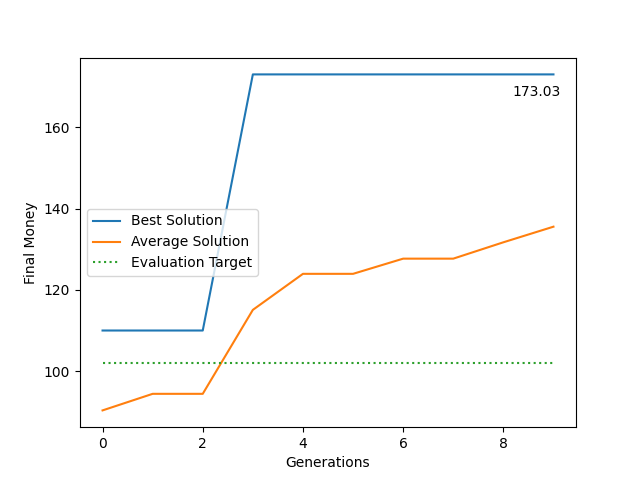 173.03
160
140
120
100
Final Money
Best Solution
Average Solution
Evaluation Target
0 2 4 6 8
Generations